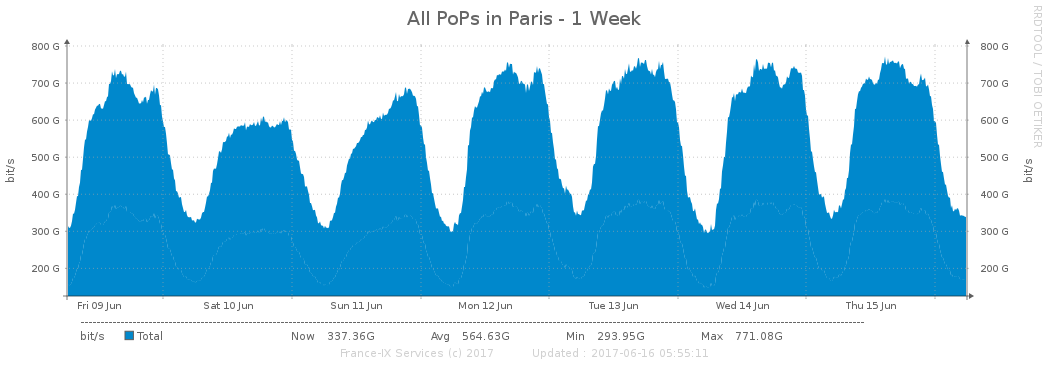 All PoPs in Paris - 1 Week
RRDTOOL / TOBI OETIKER
bit/s
800 G
700 G
600 G
500 G
400 G
300 G
200 G
800 G
700 G
600 G
500 G
400 G
300 G
200 G
bit/s
Fri 09 Jun Sat 10 Jun Sun 11 Jun Mon 12 Jun Tue 13 Jun Wed 14 Jun Thu 15 Jun
bit/s Total Now 337.36G Avg 564.63G Min 293.95G Max 771.08G
France-IX Services (c) 2017 Updated : 2017-06-16 05:55:11